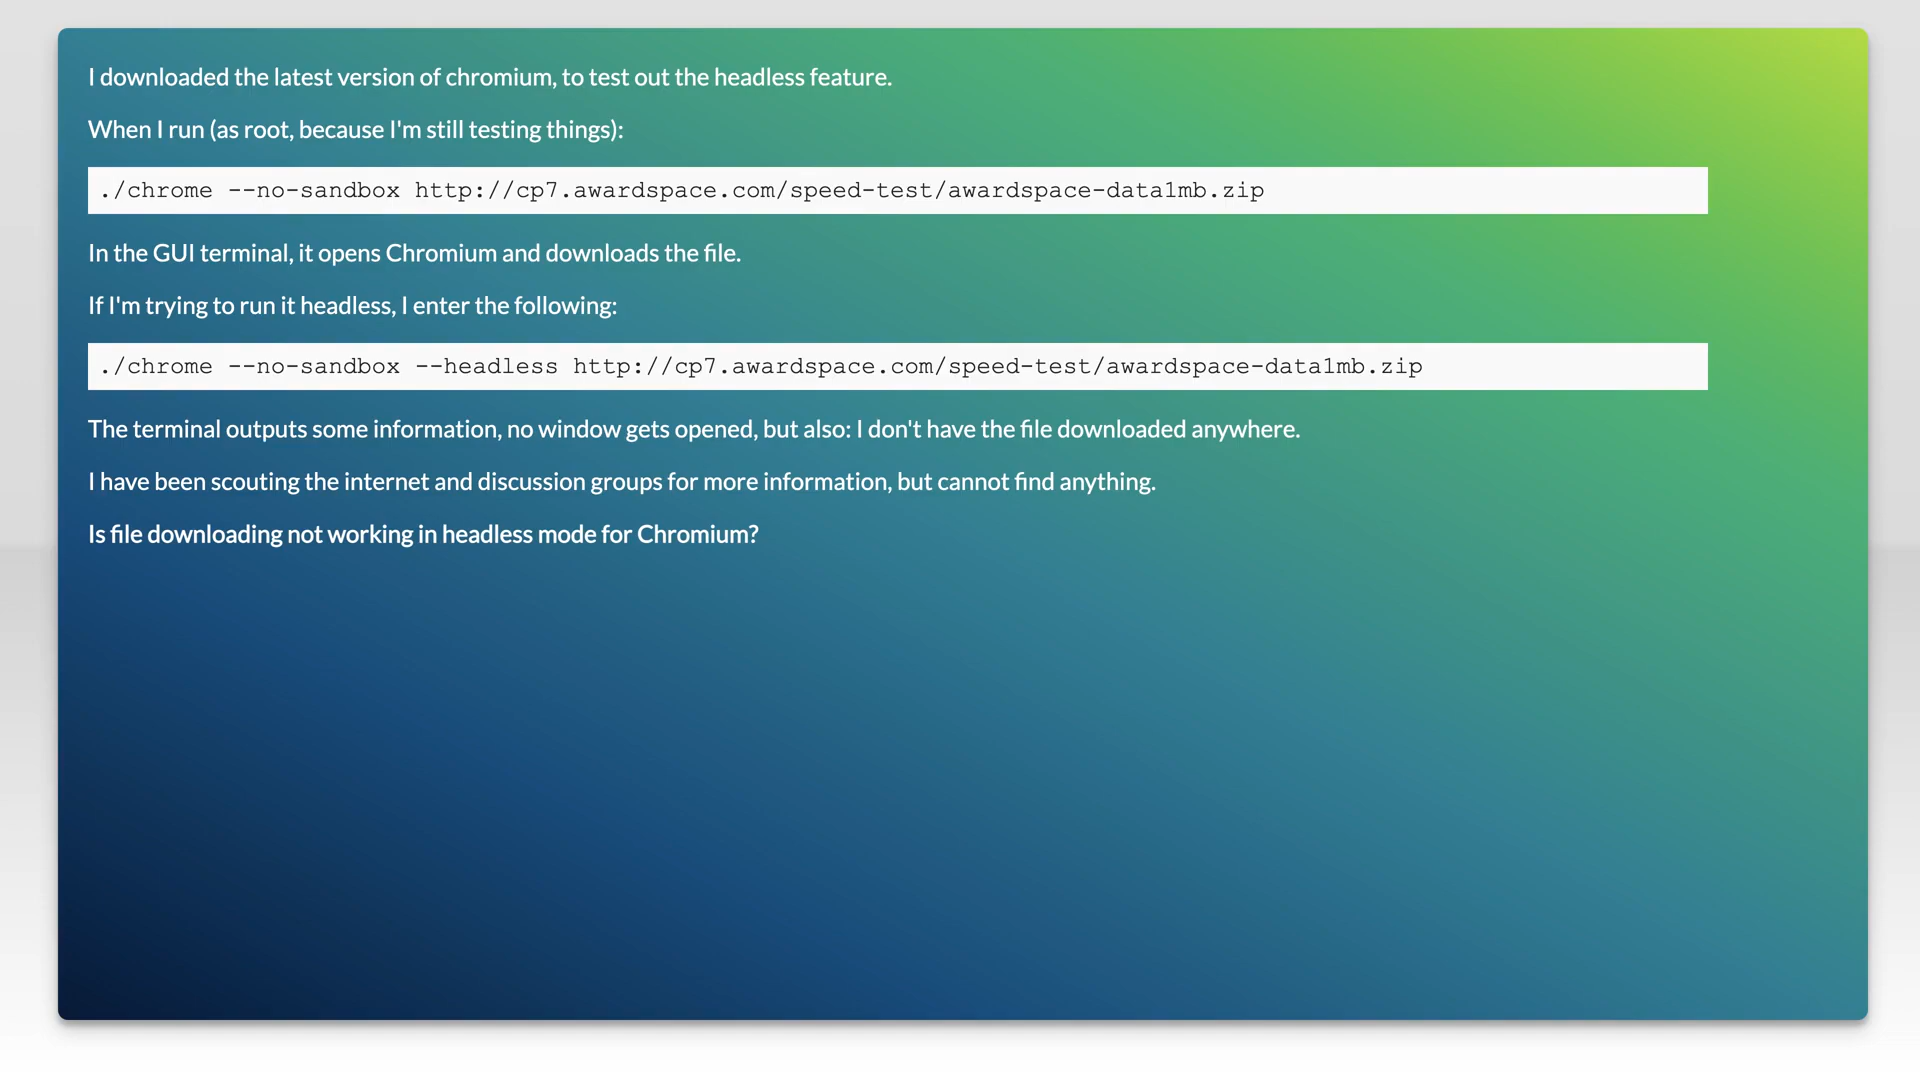 I downloaded the latest version of chromium, to test out the headless feature.
When I run (as root, because I'm still testing things):
./chrome --no-sandbox http://cp7.awardspace.com/speed-test/awardspace-data1mb.zip
In the GUI terminal, it opens Chromium and downloads the file.
If I'm trying to run it headless, I enter the following:
./chrome --no-sandbox --headless http://cp7.awardspace.com/speed-test/awardspace-data1mb.zip
The terminal outputs some information, no window gets opened, but also: I don't have the file downloaded anywhere.
I have been scouting the internet and discussion groups for more information, but cannot find anything.
Is file downloading not working in headless mode for Chromium?